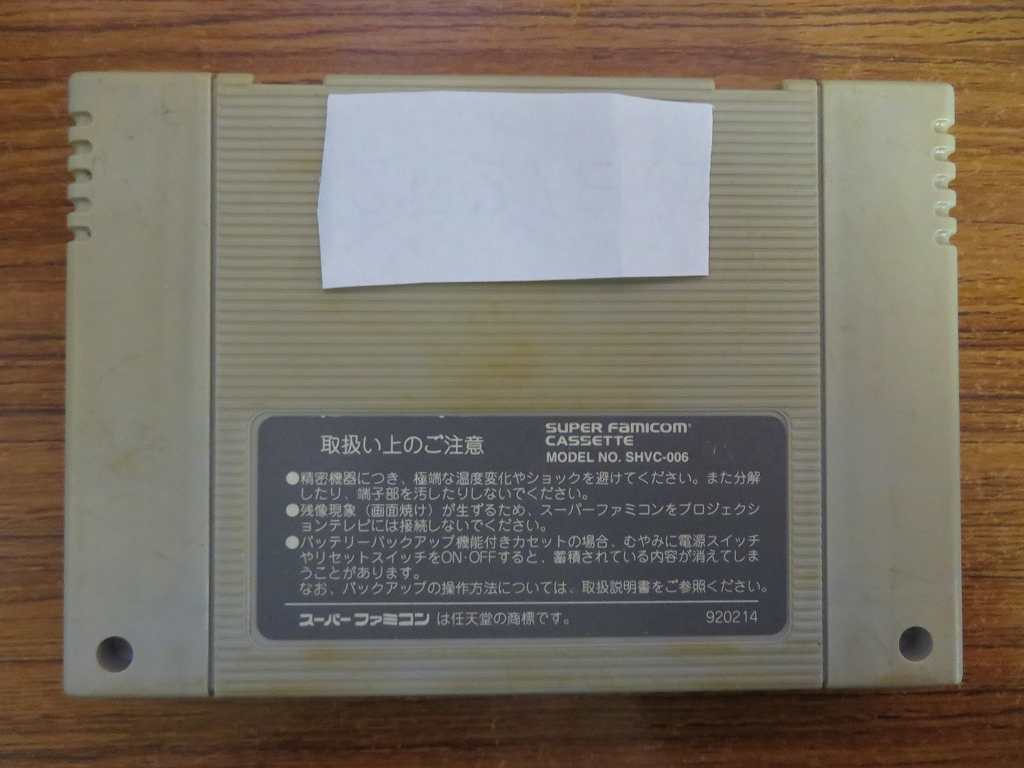 取扱い上のご注意
SUPER FAMICOM
CASSETTE
MODEL NO. SHVC-006
●精密機器につき、極端な温度変化やショックを避けてください。また分解
したり、端子部を汚したりしないでください。
●残像現象（画面焼け）が生ずるため、スーパーファミコンをプロジェクシ
ョンテレビには接続しないでください。
●バッテリーバックアップ機能付きカセットの場合、むやみに電源スイッチ
やリセットスイッチをON・OFFすると、蓄積されている内容が消えてしま
うことがあります。
なお、バックアップの操作方法については、取扱説明書をご参照ください。
スーパーファミコン は任天堂の商標です。 920214